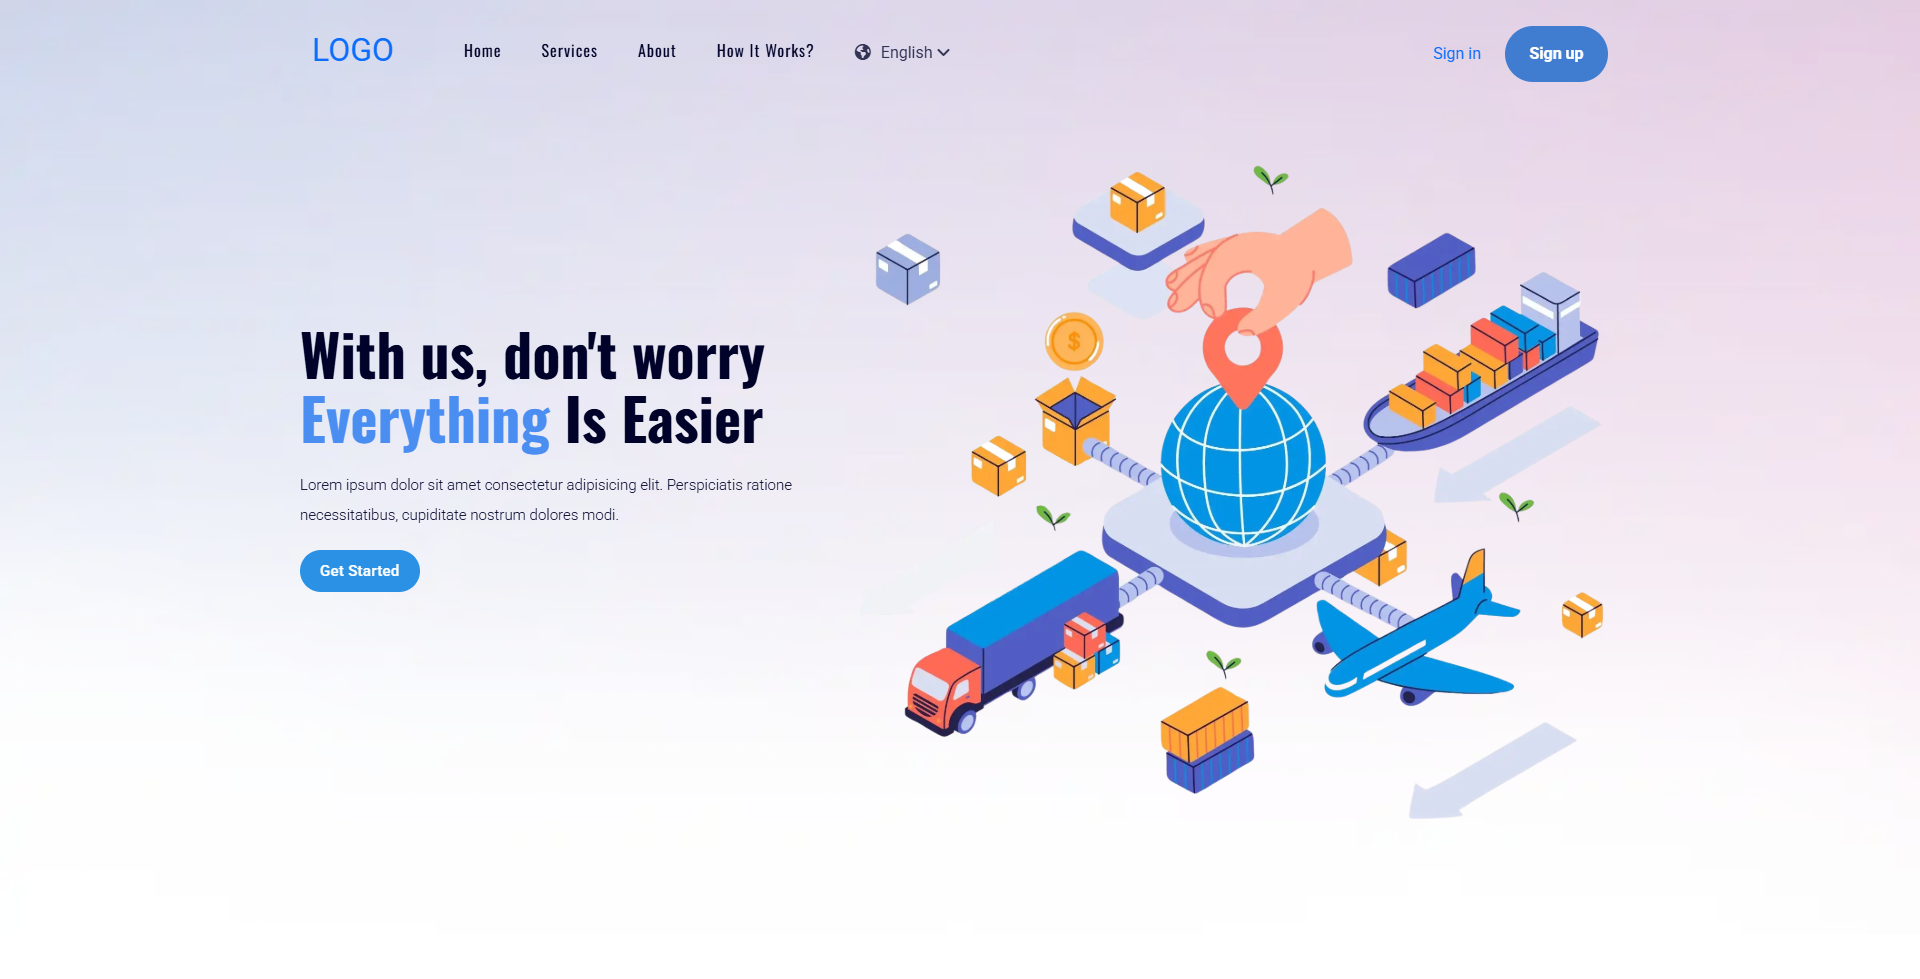 LOGO
Home
Services
About
How It Works?
English
Sign in
Sign up
With us, don't worry
Everything Is Easier
Lorem ipsum dolor sit amet consectetur adipisicing elit. Perspiciatis ratione
necessitatibus, cupiditate nostrum dolores modi.
Get Started
$